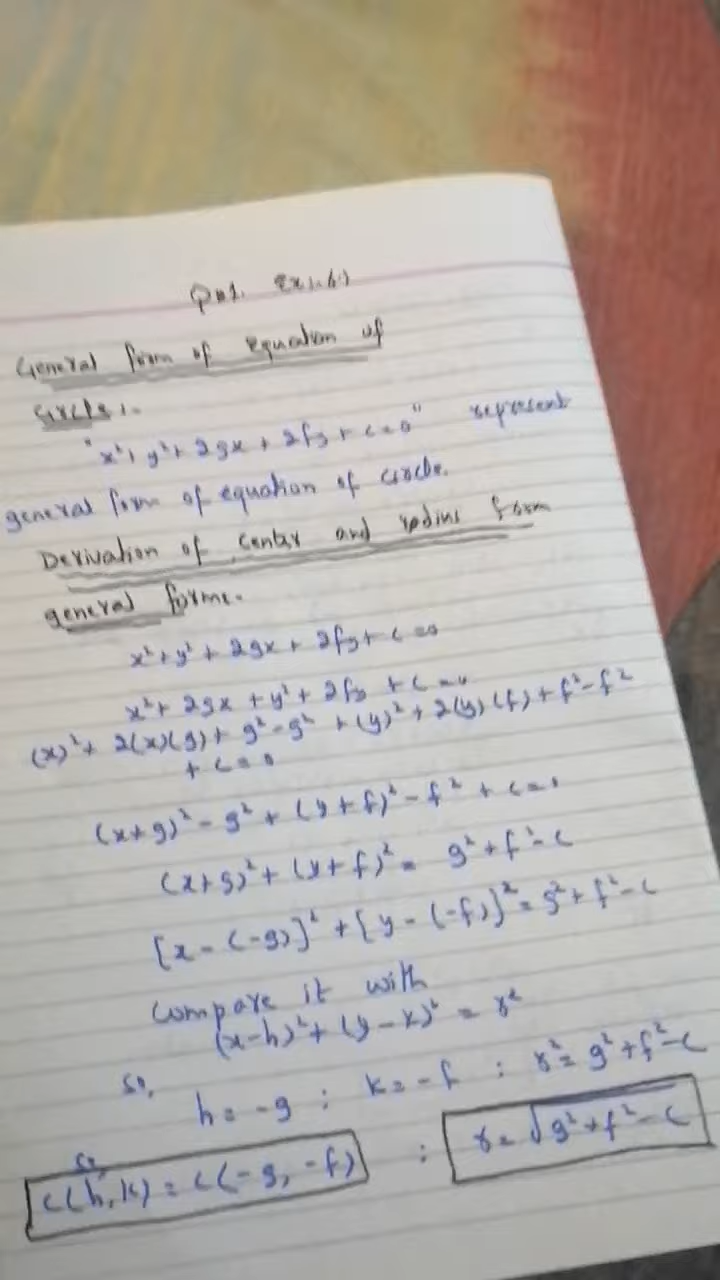 General form of equation of
circle:-
"x²+y²+2gx+2fy+c=0" represent
general form of equation of circle.
Derivation of center and radius from
general forme.
x²+y²+2gx+2fy+c=0
x²+2gx+y²+2fy+c=0
(x)²+2(x)(g)+g²-g²+(y)²+2(y)(f)+f²-f²
+c=0
(x+g)²-g²+(y+f)²-f²+c=0
(x+g)²+(y+f)²=g²+f²-c
[x-(-g)]²+[y-(-f)]²=g²+f²-c
compare it with
(x-h)²+(y-k)²=r²
So,
h=-g ; k=-f ; r²=g²+f²-c
So
C(h,k)=C(-g,-f) ; r=√g²+f²-c